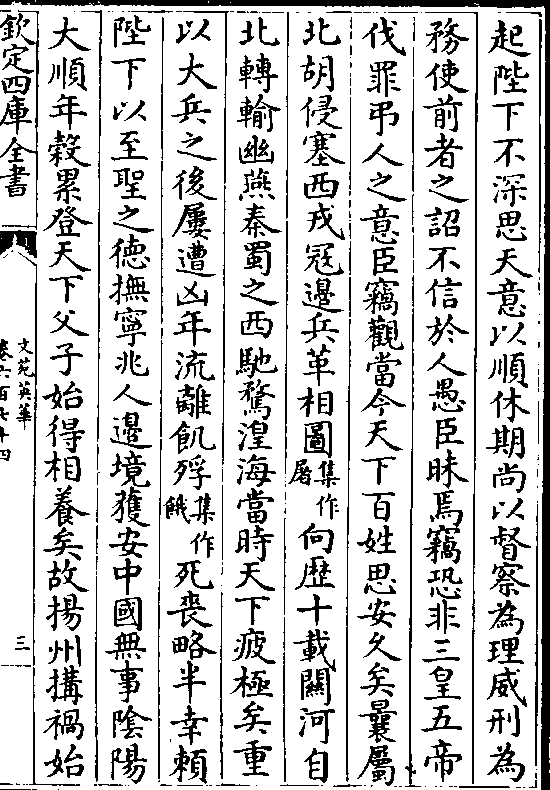 起陛下不深思天意以順休期尚以督察為理威刑為
務使前者之詔不信於人愚臣昧焉竊恐非三皇五帝
伐罪弔人之意臣竊觀當今天下百姓思安久矣曩屬
北胡侵塞西戎冦邉兵革相圖集作屠向歴十載關河自
北轉輸幽燕秦蜀之西馳騖湟海當時天下疲極矣重
以大兵之後屢遭凶年流離飢殍集作餓死喪略半幸頼
陛下以至聖之德撫寧兆人邉境獲安中國無事隂陽
大順年榖累登天下父子始得相養矣故揚州搆禍始
欽定四庫全書
文苑英華
卷六百七十四
三